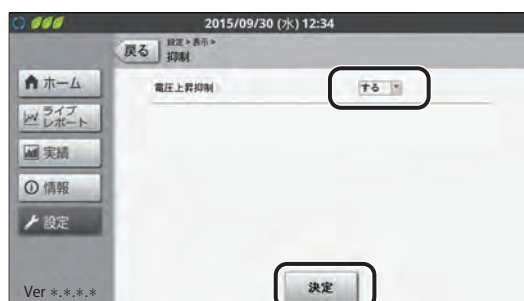 2015/09/30 (水) 12:34
戻る
設定>表示>
抑制
ホーム
ライブ
レポート
実績
情報
設定
電圧上昇抑制
する
決定
Ver *.*.*.*